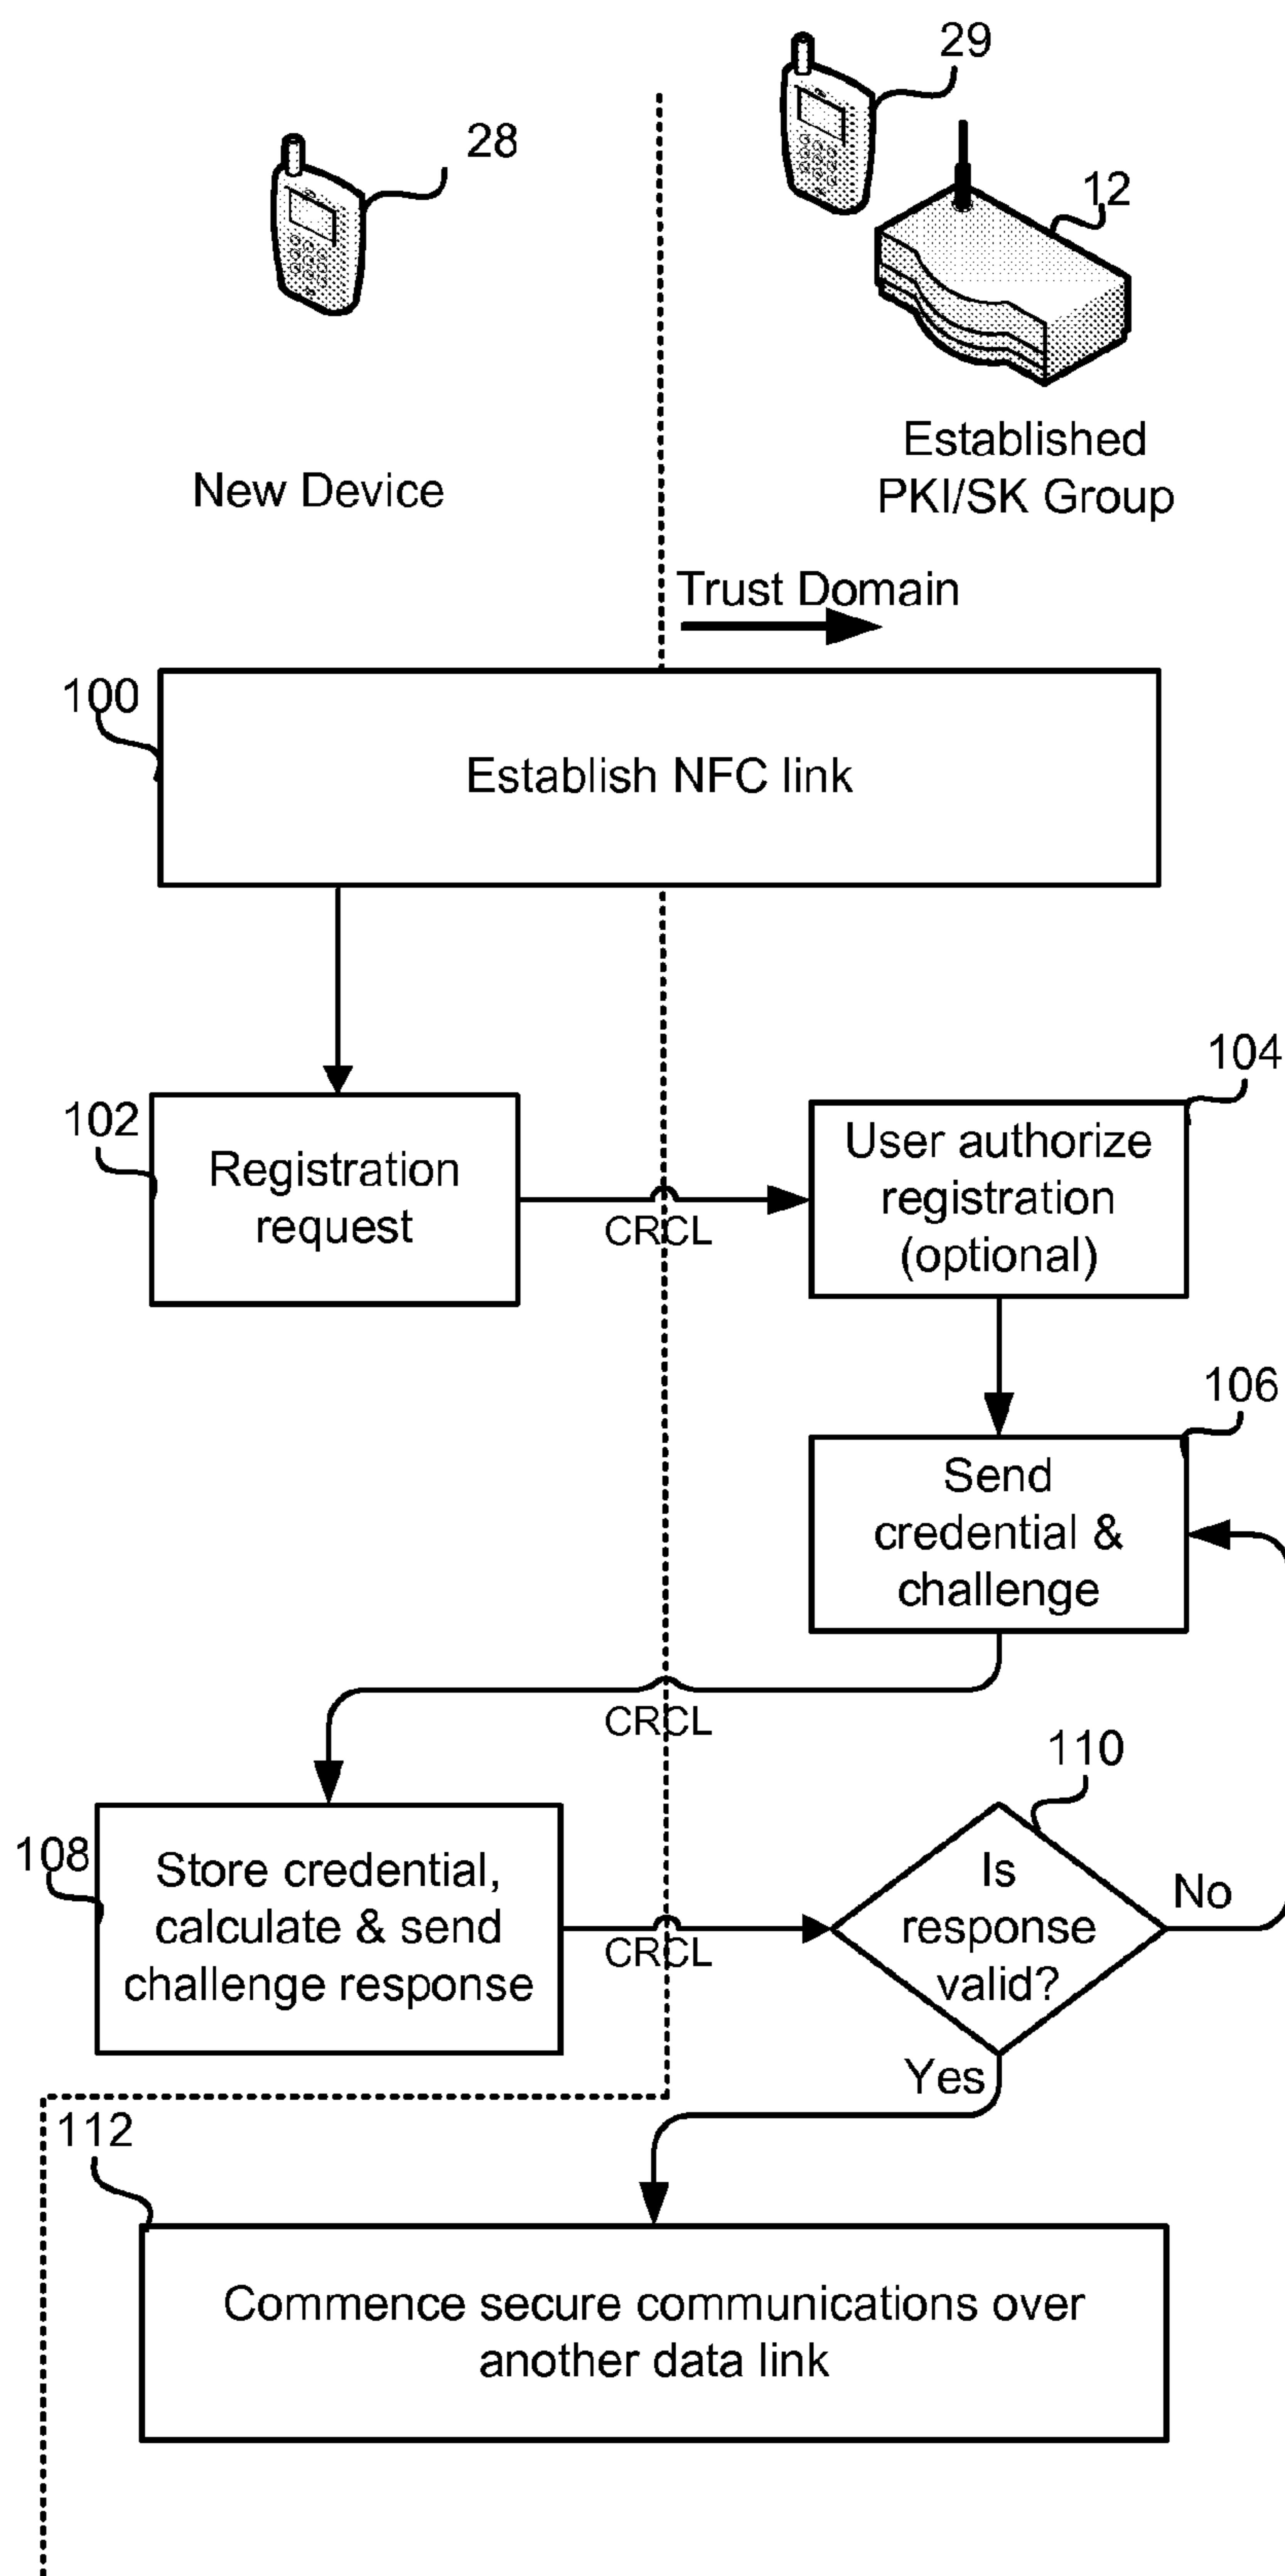 29
28
12
Established
PKI/SK Group
New Device
Trust Domain
100
Establish NFC link
104
102
Registration
request
CRCL
User authorize
registration
(optional)
106
Send
credential &
challenge
CRCL
110
108
Store credential,
calculate & send
challenge response
CRCL
Is
response
valid?
No
Yes
112
Commence secure communications over
another data link